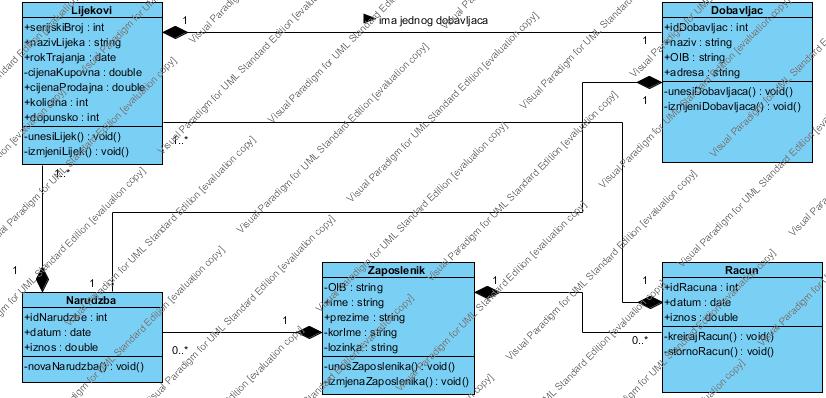 Lijekovi
+serijskiBroj : int
+nazivLijeka : string
+rokTrajanja : date
-cijenaKupovna : double
+cijenaProdajna : double
+kolicina : int
+dopunsko : int
-unesiLijek() : void()
-izmjeniLijek() : void()
1
ima jednog dobavljaca
1
Dobavljac
+idDobavljac : int
+naziv : string
+OIB : string
+adresa : string
-unesiDobavljaca() : void()
-izmjeniDobavljaca() : void()
1
1..*
1..*
1
1
Narudzba
+idNarudzbe : int
+datum : date
+iznos : double
-novaNarudzba() : void()
0..*
1
Zaposlenik
-OIB : string
+ime : string
+prezime : string
-korIme : string
-lozinka : string
-unosZaposlenika() : void()
-izmjenaZaposlenika() : void()
1
0..*
1
Racun
+idRacuna : int
+datum : date
+iznos : double
-kreirajRacun() : void()
-stornoRacun() : void()
Visual Paradigm for UML Standard Edition [evaluation copy]